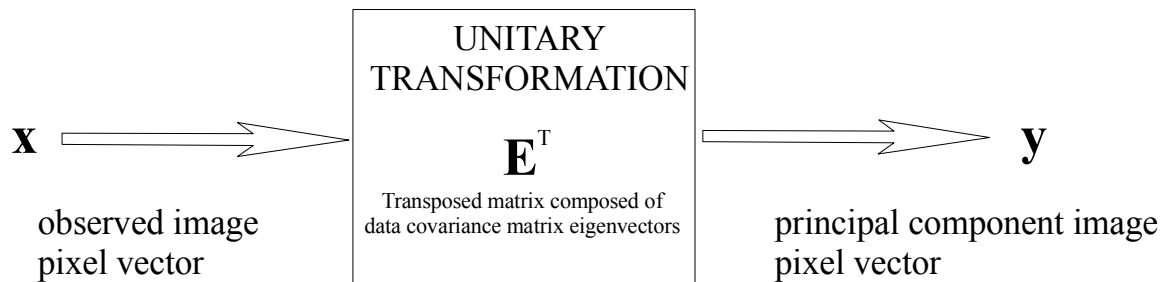 UNITARY
TRANSFORMATION
x
E^T
y
Transposed matrix composed of
data covariance matrix eigenvectors
observed image
pixel vector
principal component image
pixel vector